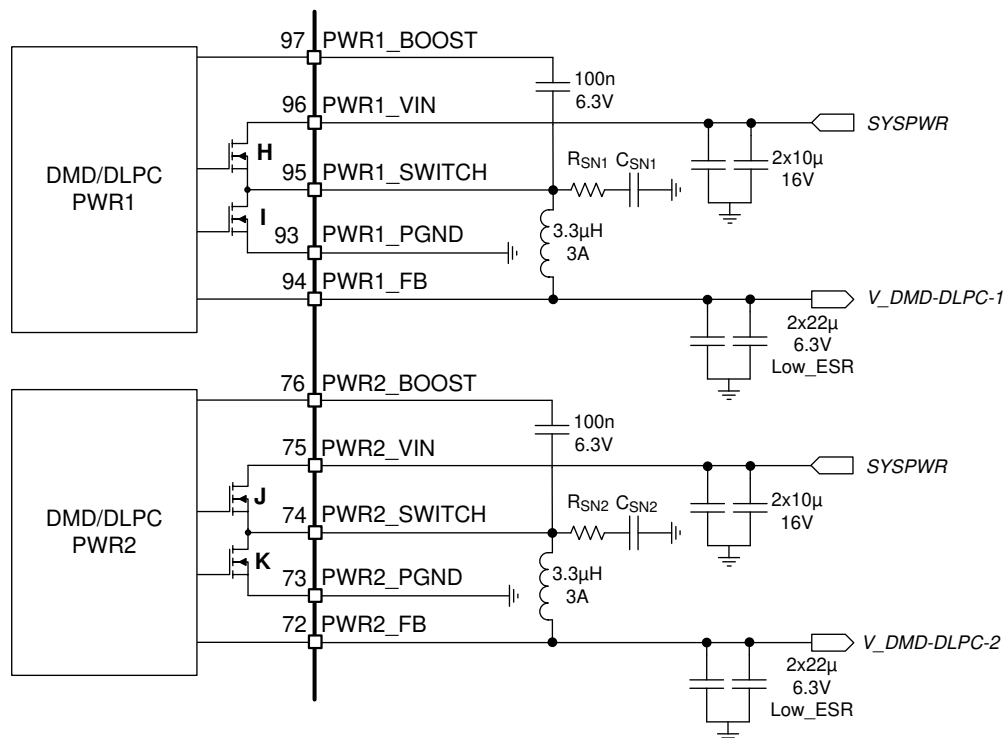 97 PWR1_BOOST
100n
6.3V
96 PWR1_VIN
SYSPWR
H
DMD/DLPC
PWR1
2x10µ
16V
95 PWR1_SWITCH
RSN1 CSN1
I
93 PWR1_PGND
3.3µH
3A
94 PWR1_FB
V_DMD-DLPC-1
2x22µ
6.3V
Low_ESR
76 PWR2_BOOST
100n
6.3V
75 PWR2_VIN
SYSPWR
J
DMD/DLPC
PWR2
2x10µ
16V
74 PWR2_SWITCH
RSN2 CSN2
K
73 PWR2_PGND
3.3µH
3A
72 PWR2_FB
V_DMD-DLPC-2
2x22µ
6.3V
Low_ESR